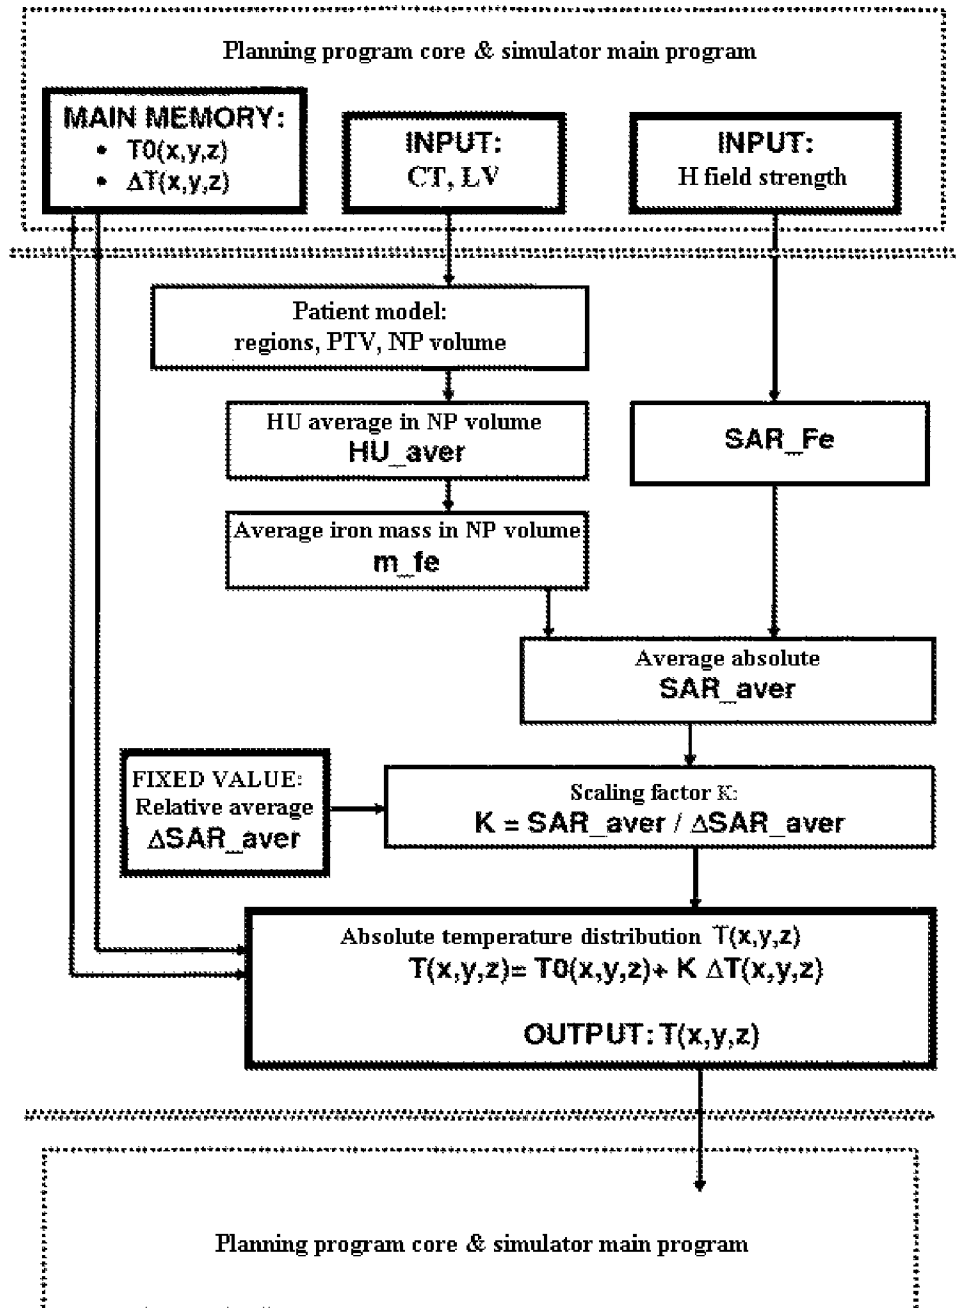 Planning program core & simulator main program
MAIN MEMORY:
• T0(x,y,z)
• ΔT(x,y,z)
INPUT:
CT, LV
INPUT:
H field strength
Patient model:
regions, PTV, NP volume
HU average in NP volume
HU_aver
SAR_Fe
Average iron mass in NP volume
m_fe
Average absolute
SAR_aver
FIXED VALUE:
Relative average
ΔSAR_aver
Scaling factor K:
K = SAR_aver / ΔSAR_aver
Absolute temperature distribution T(x,y,z)
T(x,y,z)= T0(x,y,z)+ K ΔT(x,y,z)
OUTPUT: T(x,y,z)
Planning program core & simulator main program